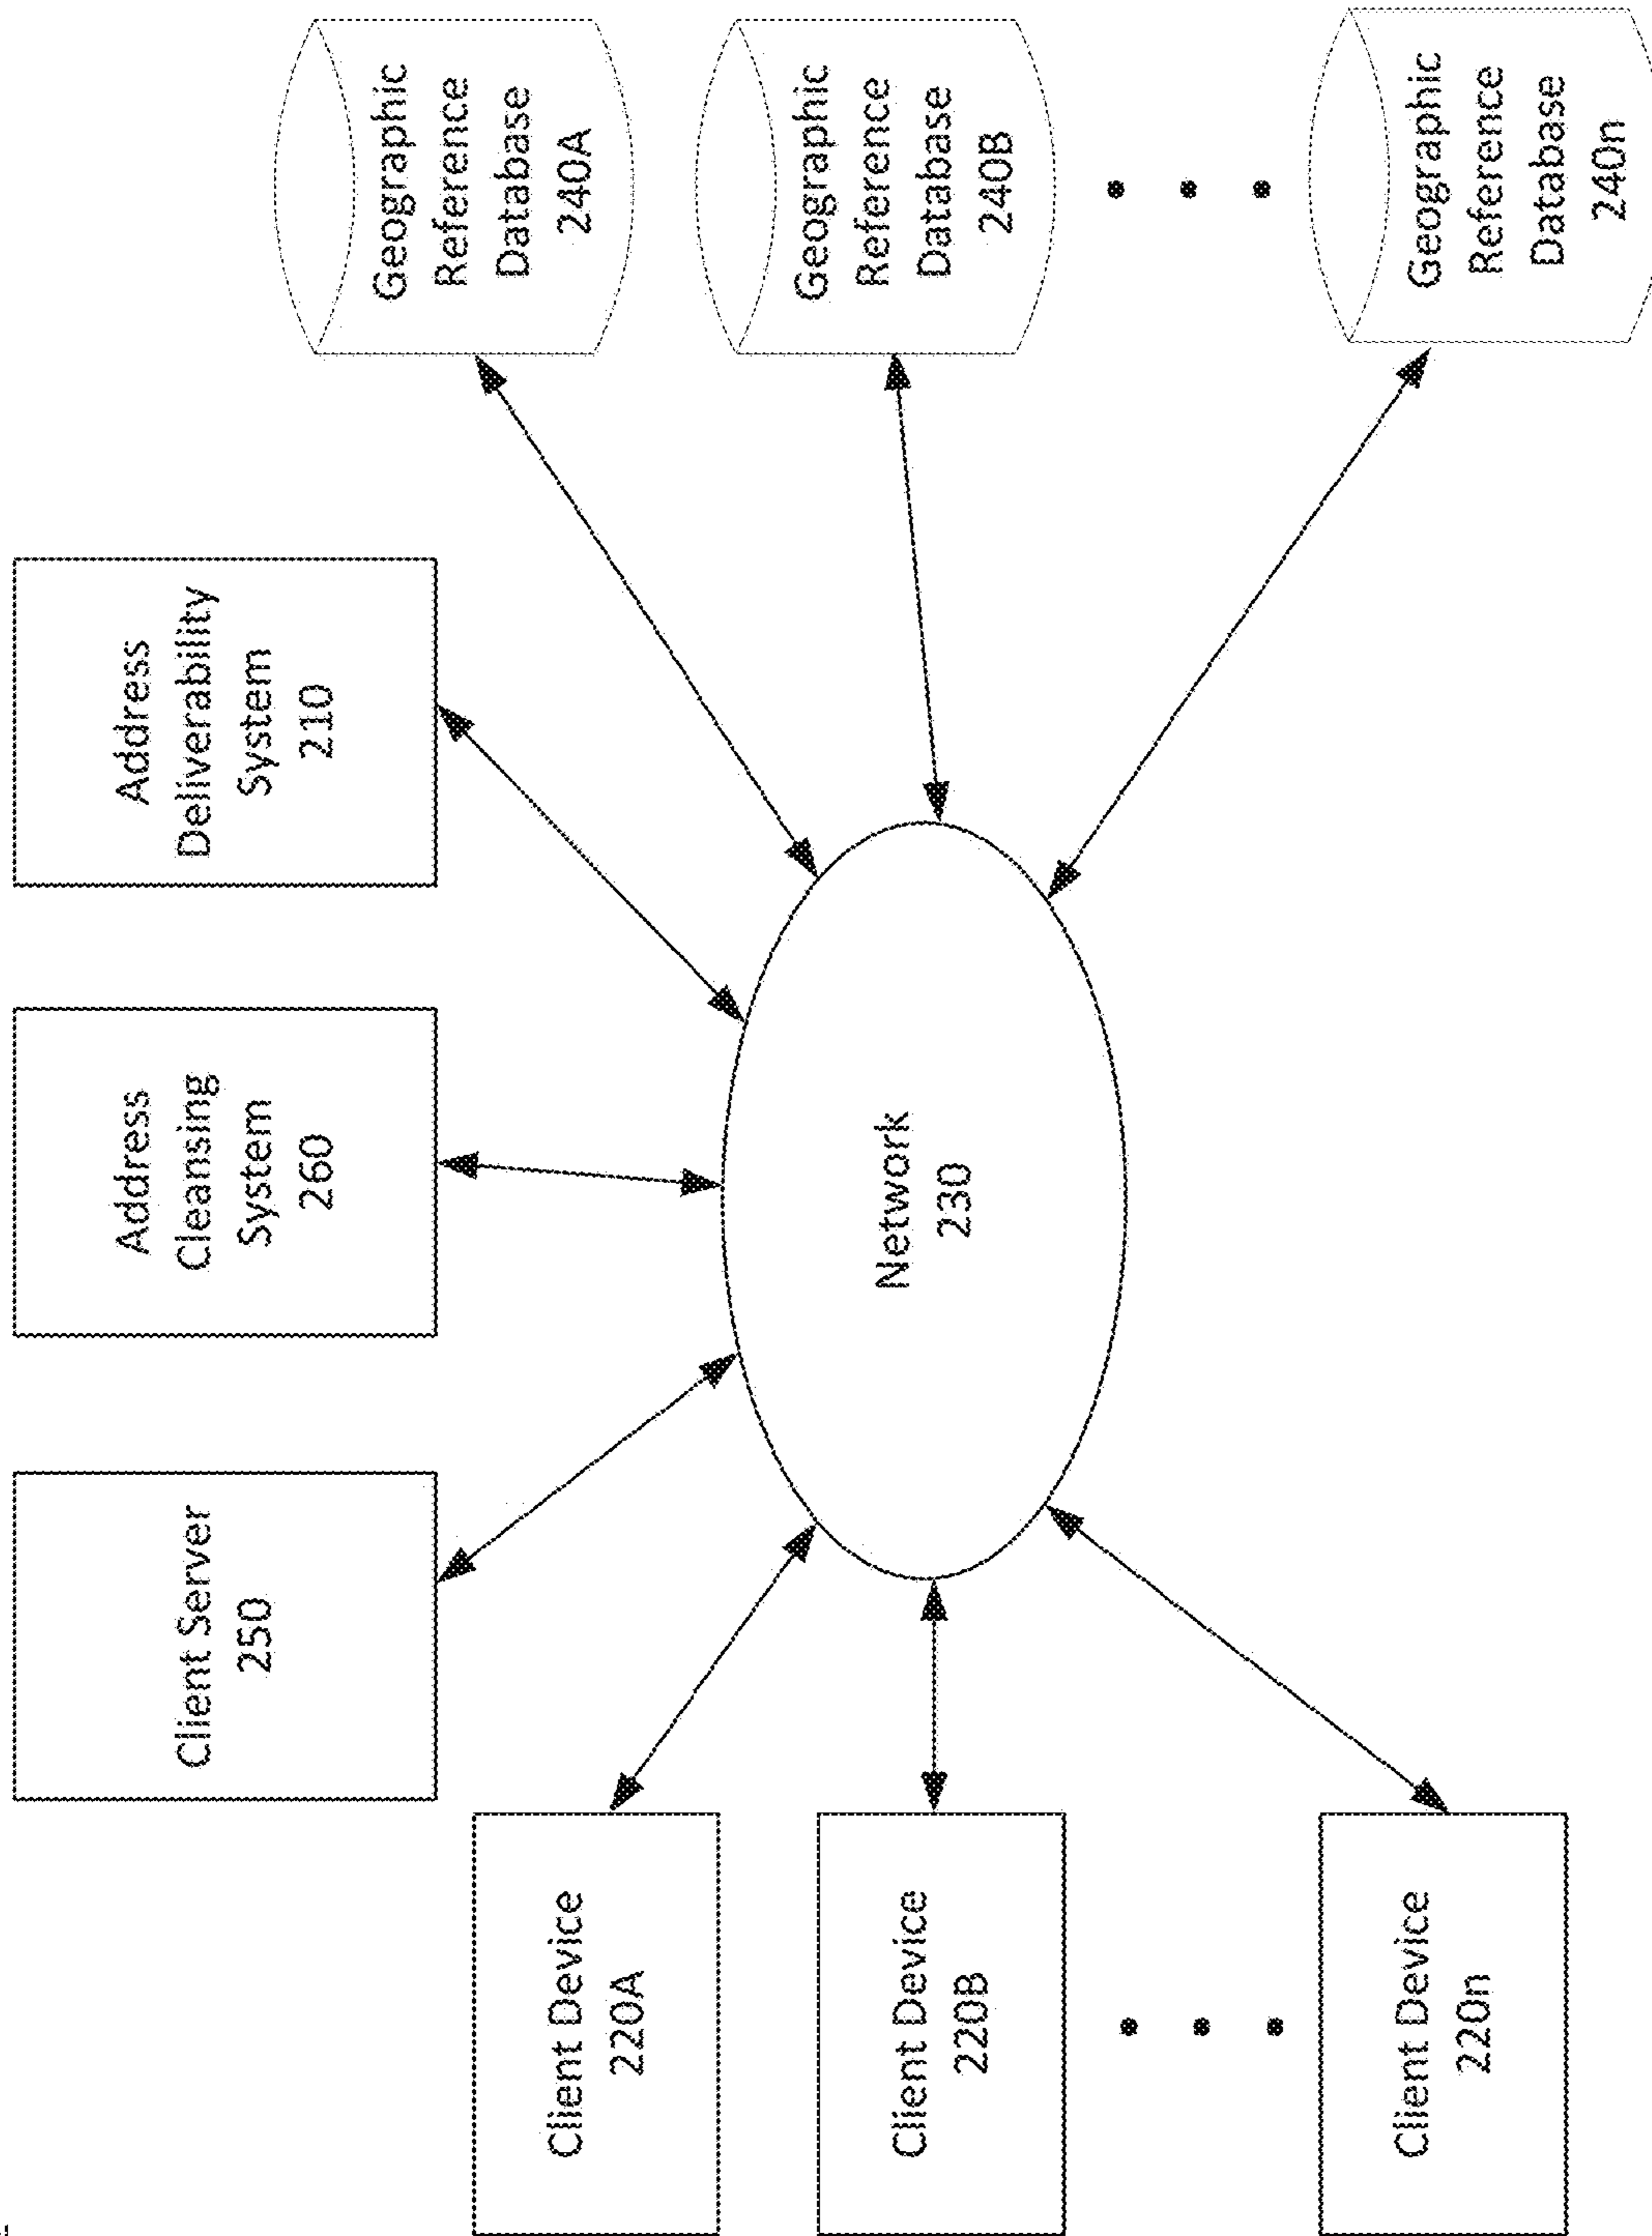 Client Server
250
Address
Cleansing
System
260
Address
Deliverability
System
210
Client Device
220A
Client Device
220B
Client Device
220n
Network
230
Geographic
Reference
Database
240A
Geographic
Reference
Database
240B
Geographic
Reference
Database
240n